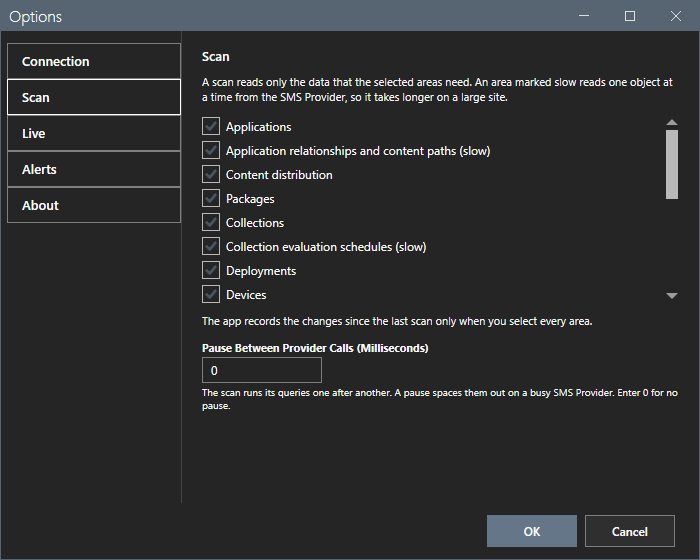 Options
Connection
Scan
Live
Alerts
About
Scan
A scan reads only the data that the selected areas need. An area marked slow reads one object at
a time from the SMS Provider, so it takes longer on a large site.
Applications
Application relationships and content paths (slow)
Content distribution
Packages
Collections
Collection evaluation schedules (slow)
Deployments
Devices
The app records the changes since the last scan only when you select every area.
Pause Between Provider Calls (Milliseconds)
0
The scan runs its queries one after another. A pause spaces them out on a busy SMS Provider. Enter 0 for no
pause.
OK
Cancel